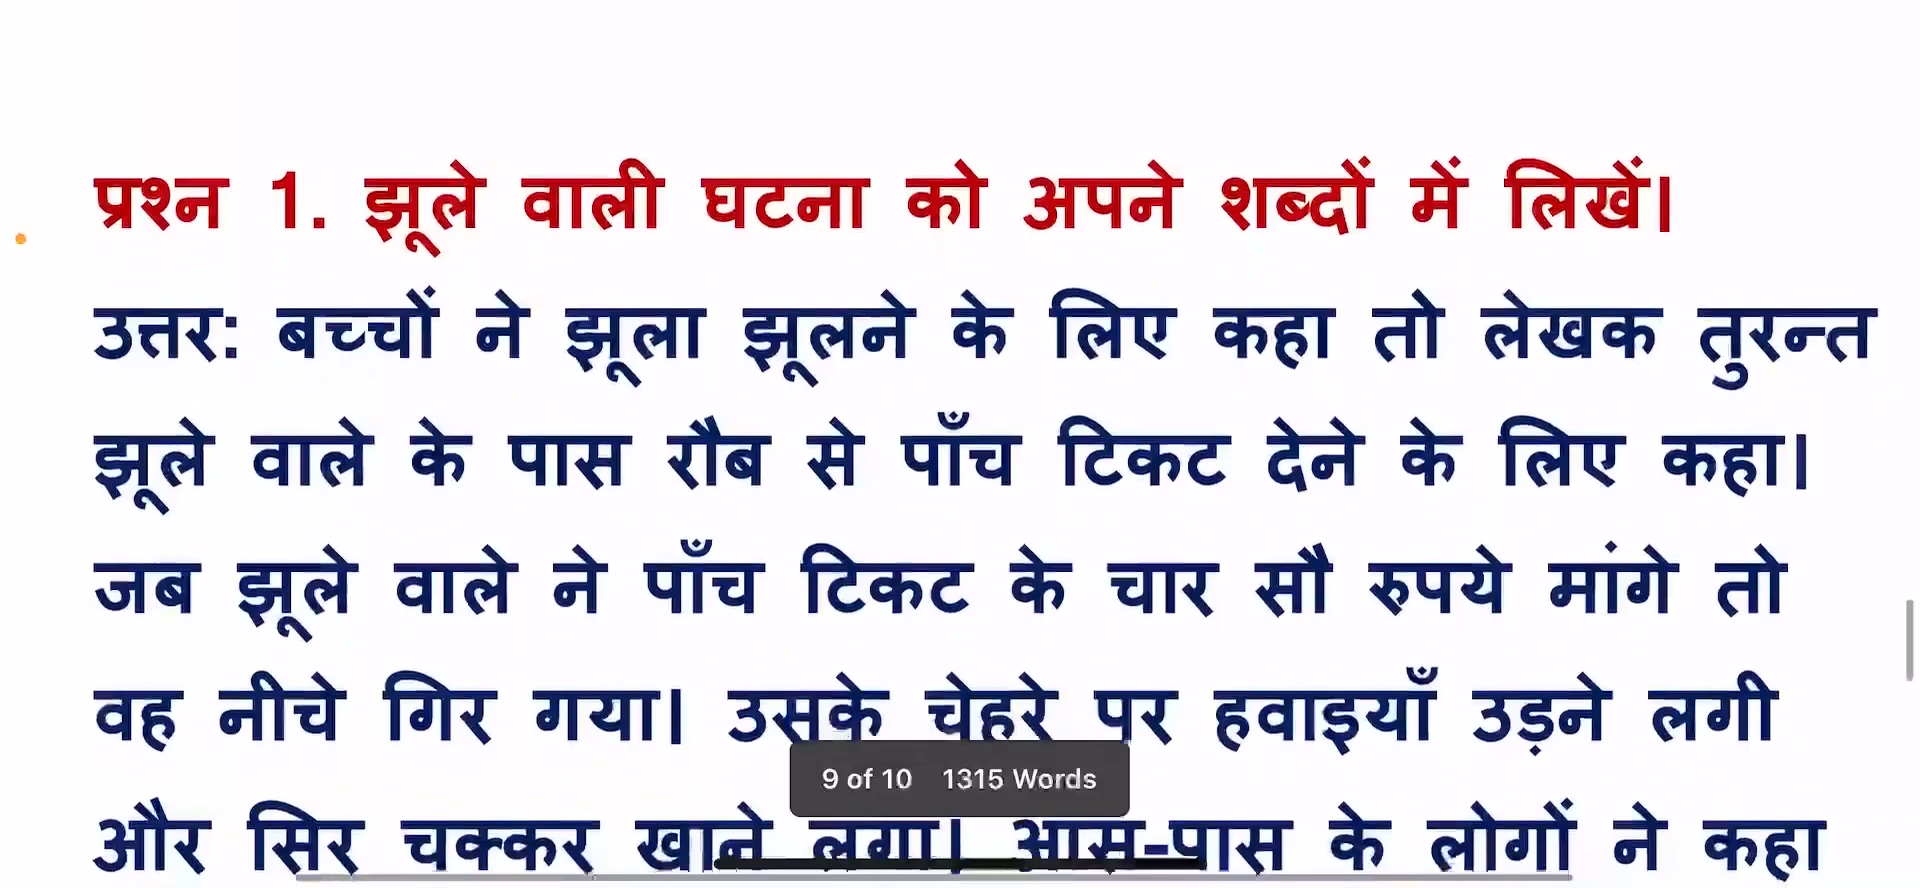 प्रश्न 1. झूले वाली घटना को अपने शब्दों में लिखें।
उत्तर: बच्चों ने झूला झूलने के लिए कहा तो लेखक तुरन्त
झूले वाले के पास रौब से पाँच टिकट देने के लिए कहा।
जब झूले वाले ने पाँच टिकट के चार सौ रुपये मांगे तो
वह नीचे गिर गया। उसके चेहरे पर हवाइयाँ उड़ने लगी
9 of 10 1315 Words
और सिर चक्कर खाने लगा। आस-पास के लोगों ने कहा